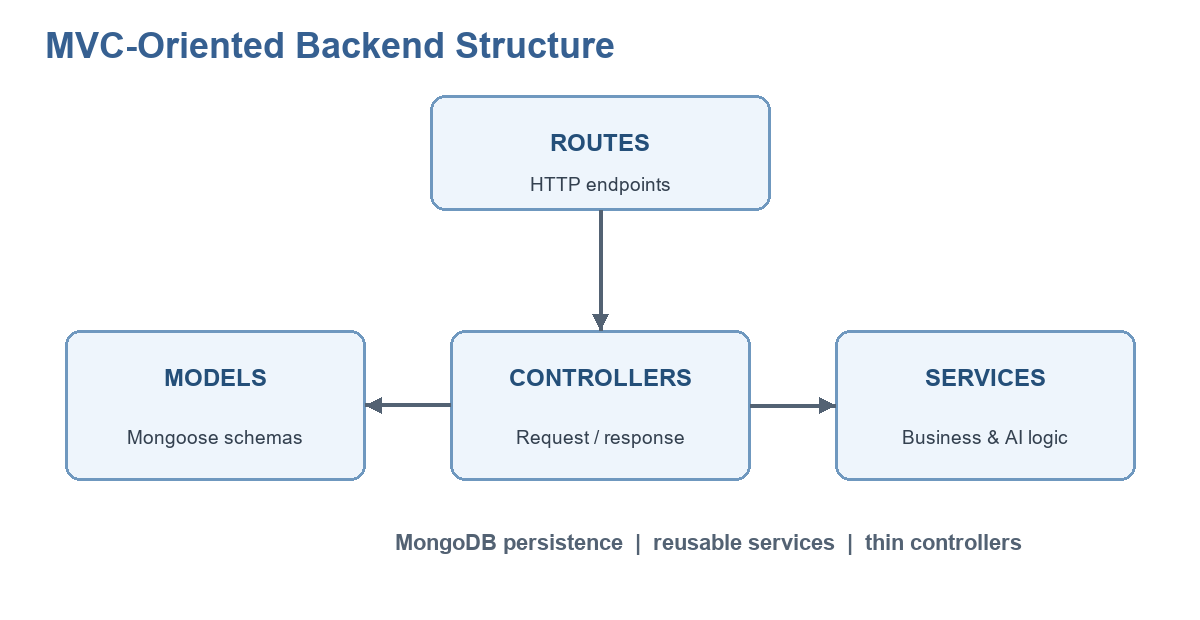 MVC-Oriented Backend Structure
ROUTES
HTTP endpoints
MODELS
Mongoose schemas
CONTROLLERS
Request / response
SERVICES
Business & AI logic
MongoDB persistence | reusable services | thin controllers